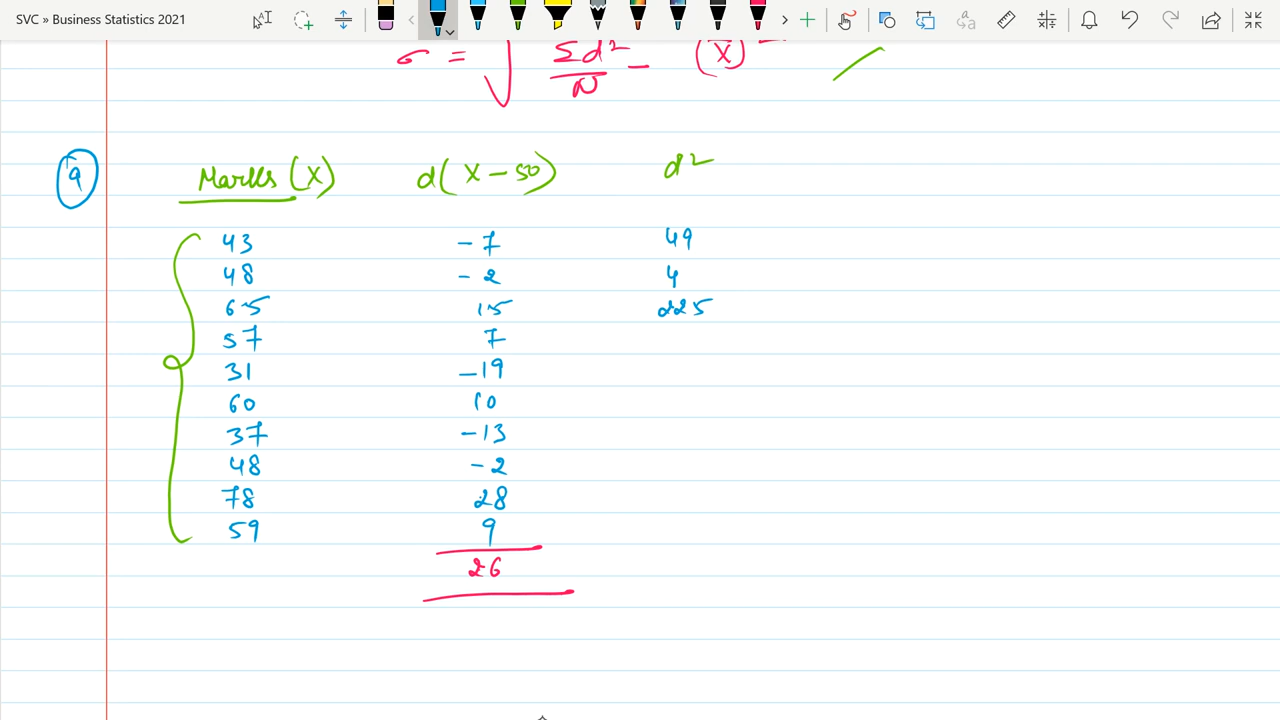 SVC » Business Statistics 2021
σ = √ Σd² / N - (X̄)
9
Marks (X) d(X-50) d²
43 -7 49
48 -2 4
65 15 225
57 7
31 -19
60 10
37 -13
48 -2
78 28
59 9
26